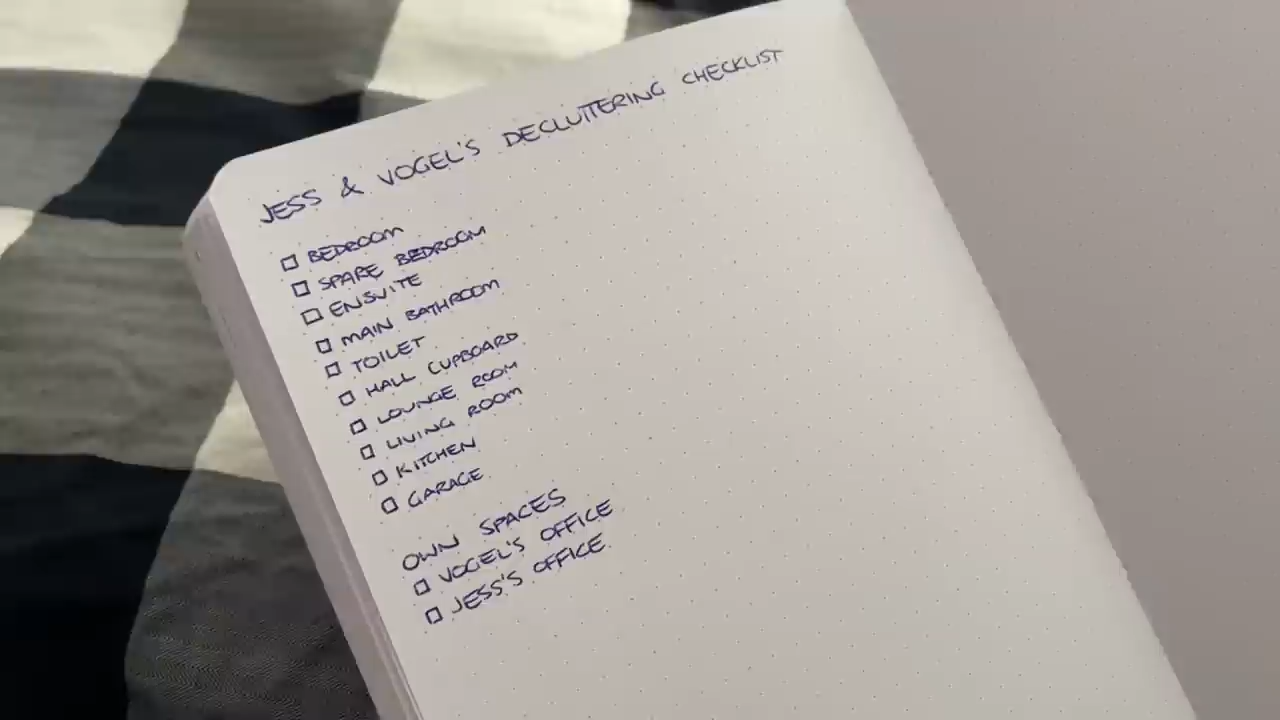 JESS & VOGEL'S DECLUTTERING CHECKLIST
BEDROOM
SPARE BEDROOM
ENSUITE
MAIN BATHROOM
TOILET
HALL CUPBOARD
LOUNGE ROOM
LIVING ROOM
KITCHEN
GARAGE
OWN SPACES
VOGEL'S OFFICE
JESS'S OFFICE